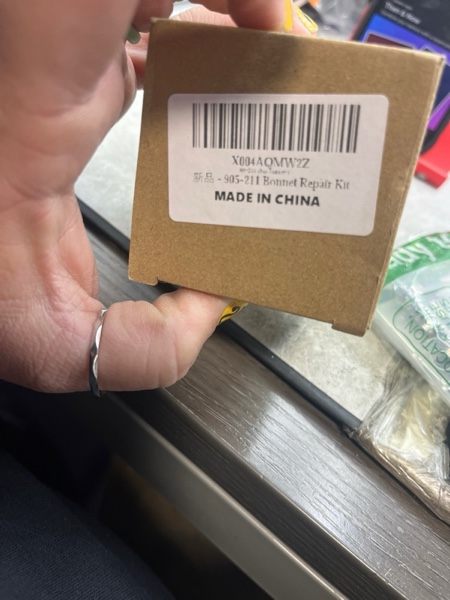 X004AQMW2Z
新品 - 905-211 Bonnet Repair Kit
MADE IN CHINA